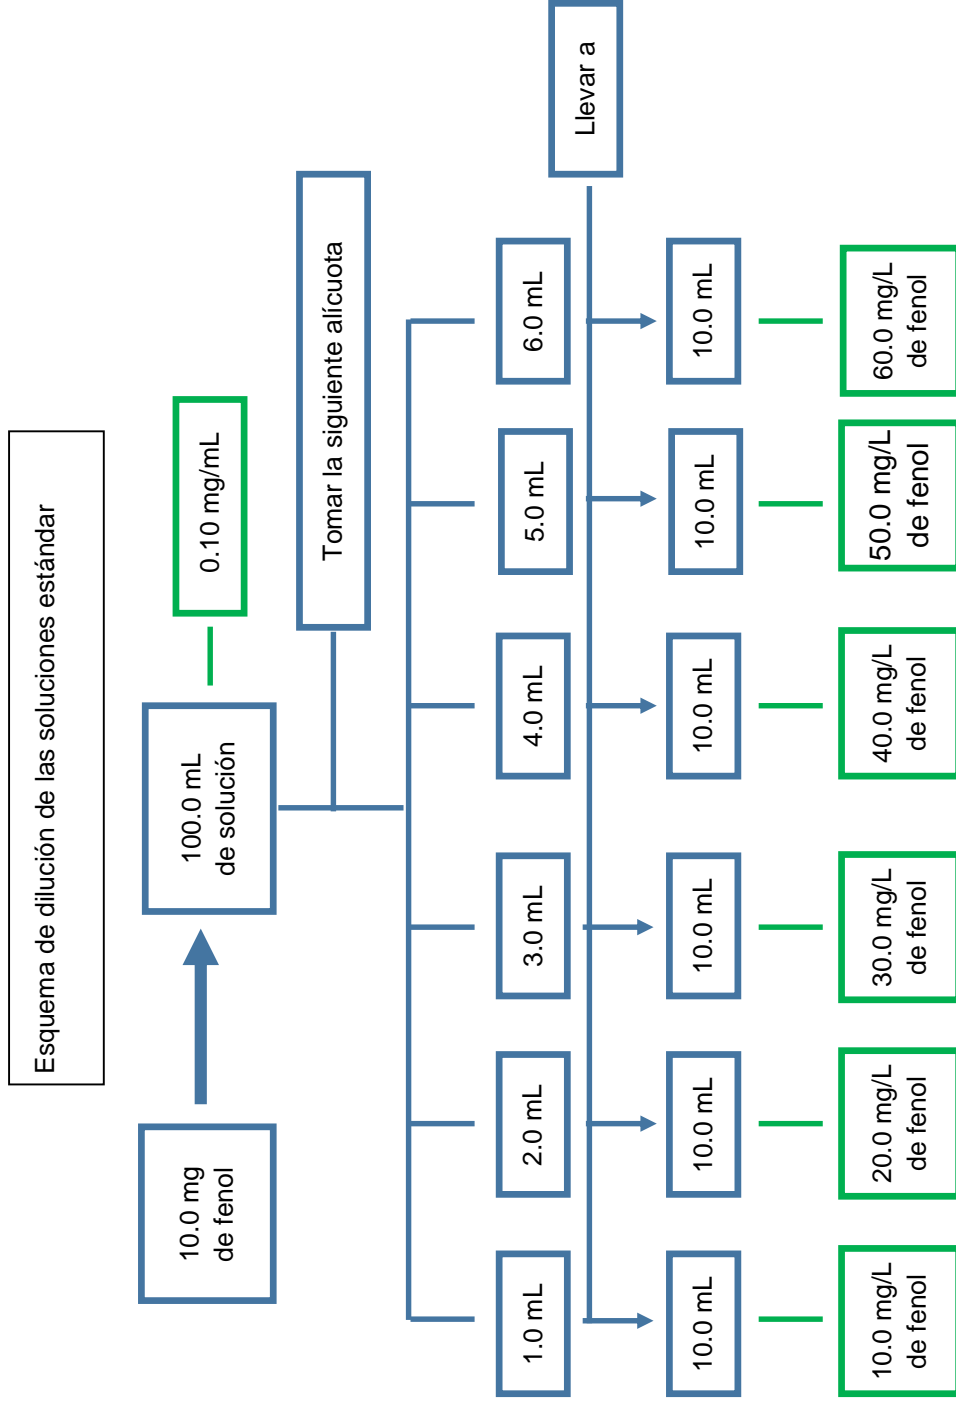 Esquema de dilución de las soluciones estándar
10.0 mg
de fenol
100.0 mL
de solución
0.10 mg/mL
Tomar la siguiente alícuota
1.0 mL
2.0 mL
3.0 mL
4.0 mL
5.0 mL
6.0 mL
Llevar a
10.0 mL
10.0 mL
10.0 mL
10.0 mL
10.0 mL
10.0 mL
10.0 mg/L
de fenol
20.0 mg/L
de fenol
30.0 mg/L
de fenol
40.0 mg/L
de fenol
50.0 mg/L
de fenol
60.0 mg/L
de fenol